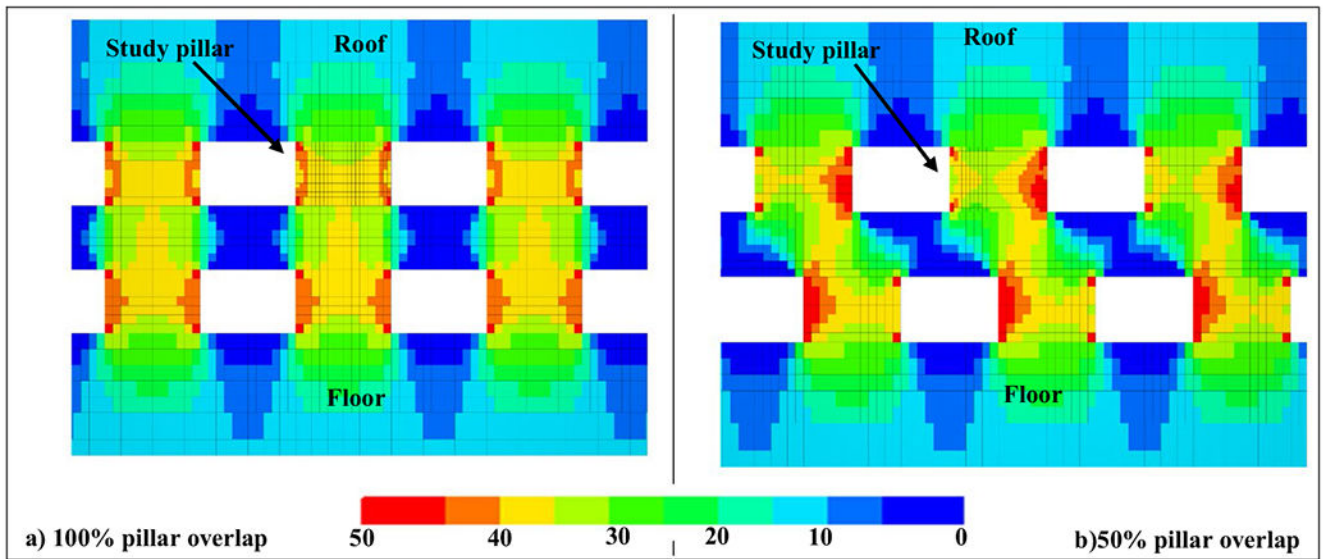 Study pillar
Roof
Floor
Study pillar
Roof
Floor
a) 100% pillar overlap
50 40 30 20 10 0
b)50% pillar overlap